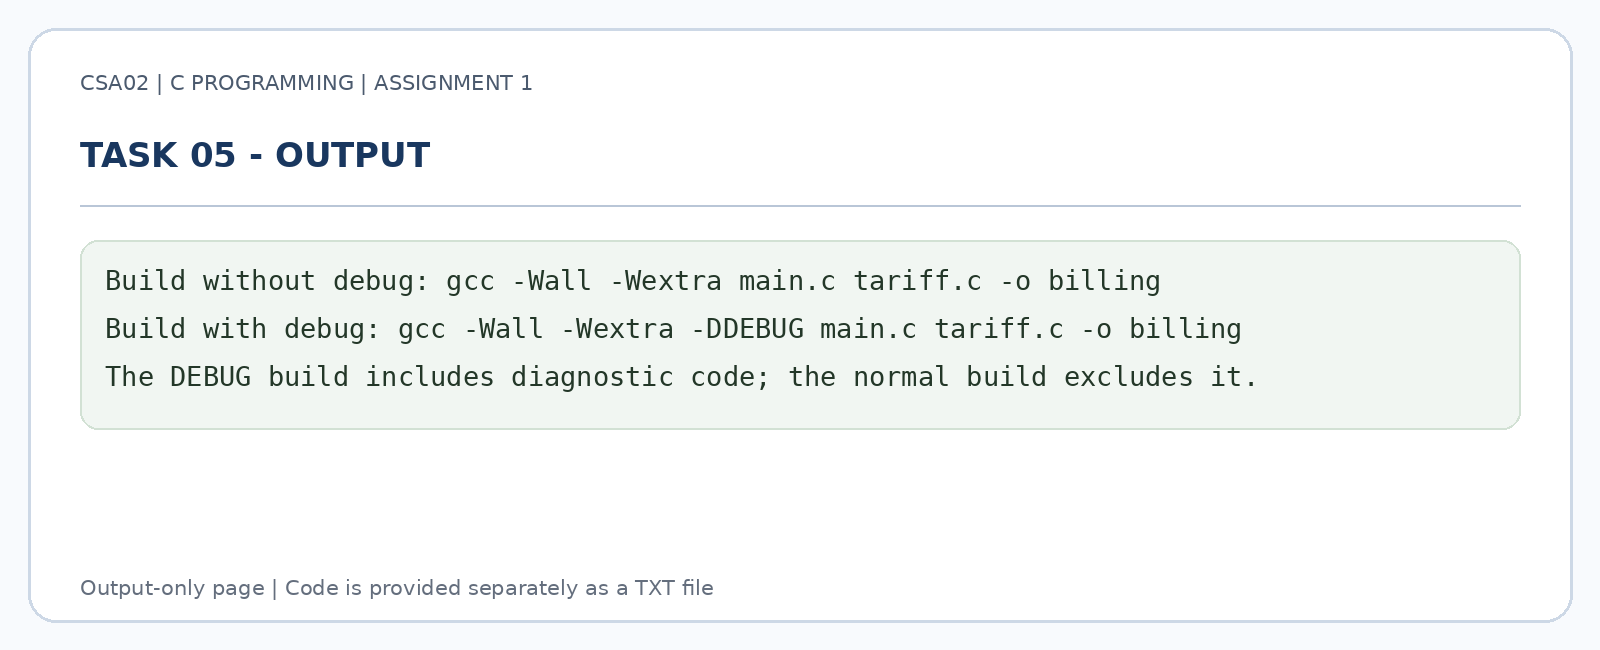 CSA02 | C PROGRAMMING | ASSIGNMENT 1
TASK 05 - OUTPUT
Build without debug: gcc -Wall -Wextra main.c tariff.c -o billing
Build with debug: gcc -Wall -Wextra -DDEBUG main.c tariff.c -o billing
The DEBUG build includes diagnostic code; the normal build excludes it.
Output-only page | Code is provided separately as a TXT file